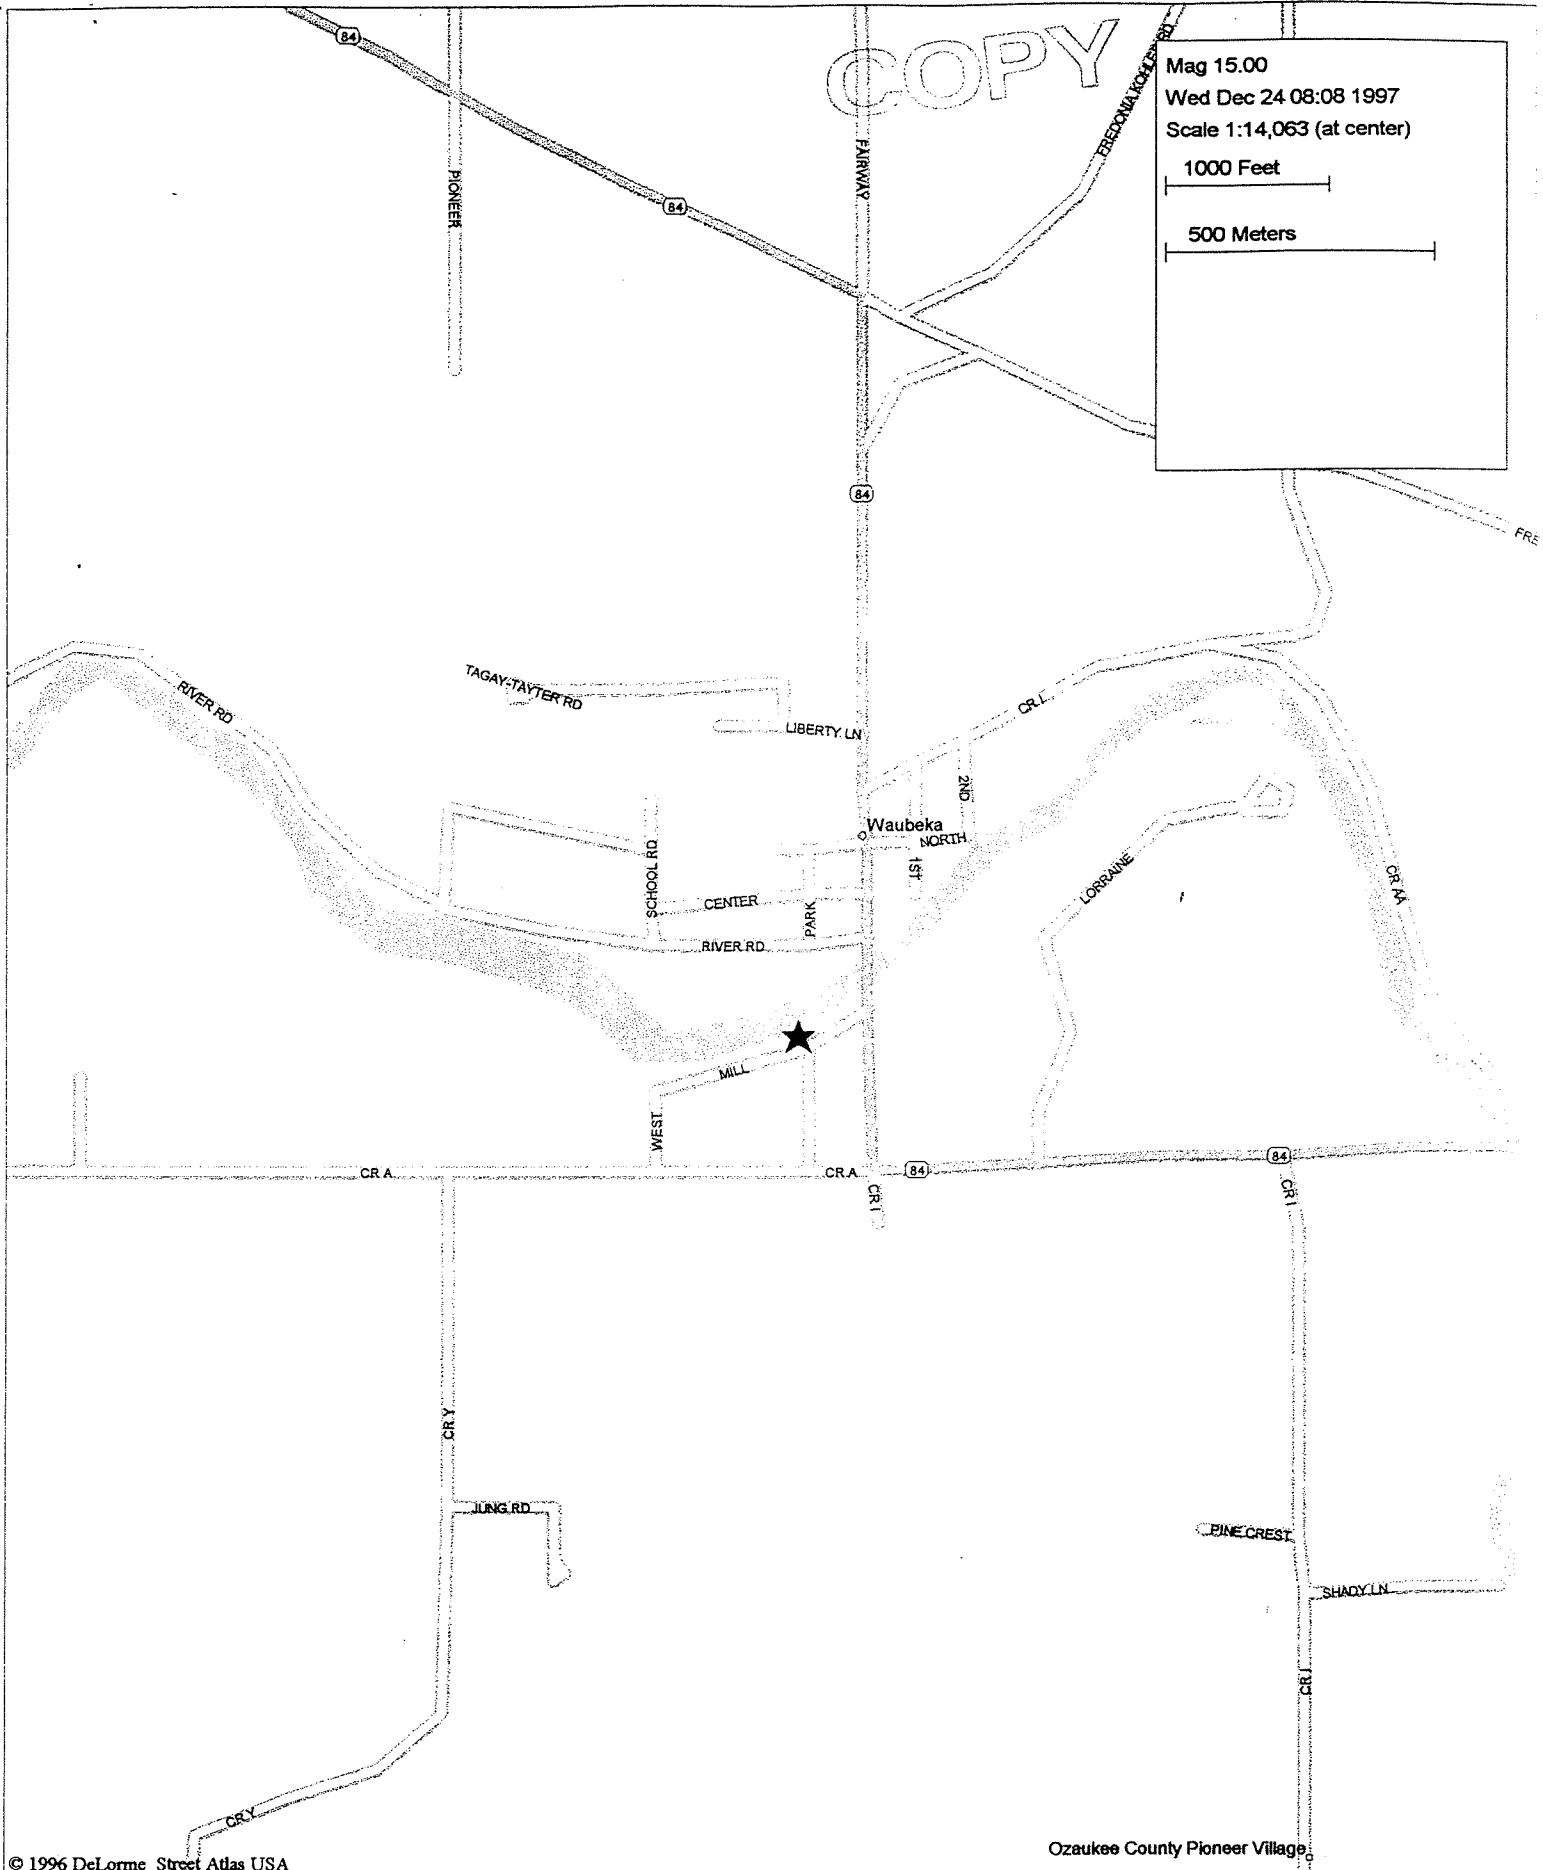 COPY
Mag 15.00
Wed Dec 24 08:08 1997
Scale 1:14,063 (at center)
1000 Feet
500 Meters
84
PIONEER
84
FAIRWAY
FREDONIA KOHLER RD
84
FRE
RIVER RD
TAGAY-TAYTER RD
LIBERTY LN
2ND
Waubeka
NORTH
1ST
SCHOOL RD
CENTER
PARK
RIVER RD
LORRAINE
CR AA
MILL
WEST
CR A
CR A
84
84
CR I
CR I
CR Y
JUNG RD
PINE CREST
SHADY LN
CR I
CR Y
Ozaukee County Pioneer Village
© 1996 DeLorme Street Atlas USA